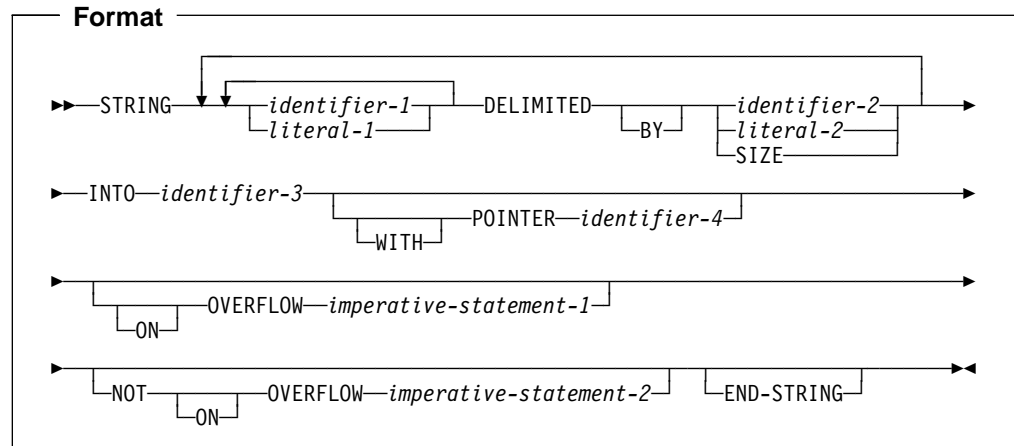 Format
STRING identifier-1 DELIMITED identifier-2
literal-1 BY literal-2
SIZE
INTO identifier-3
POINTER identifier-4
WITH
OVERFLOW imperative-statement-1
ON
NOT OVERFLOW imperative-statement-2 END-STRING
ON